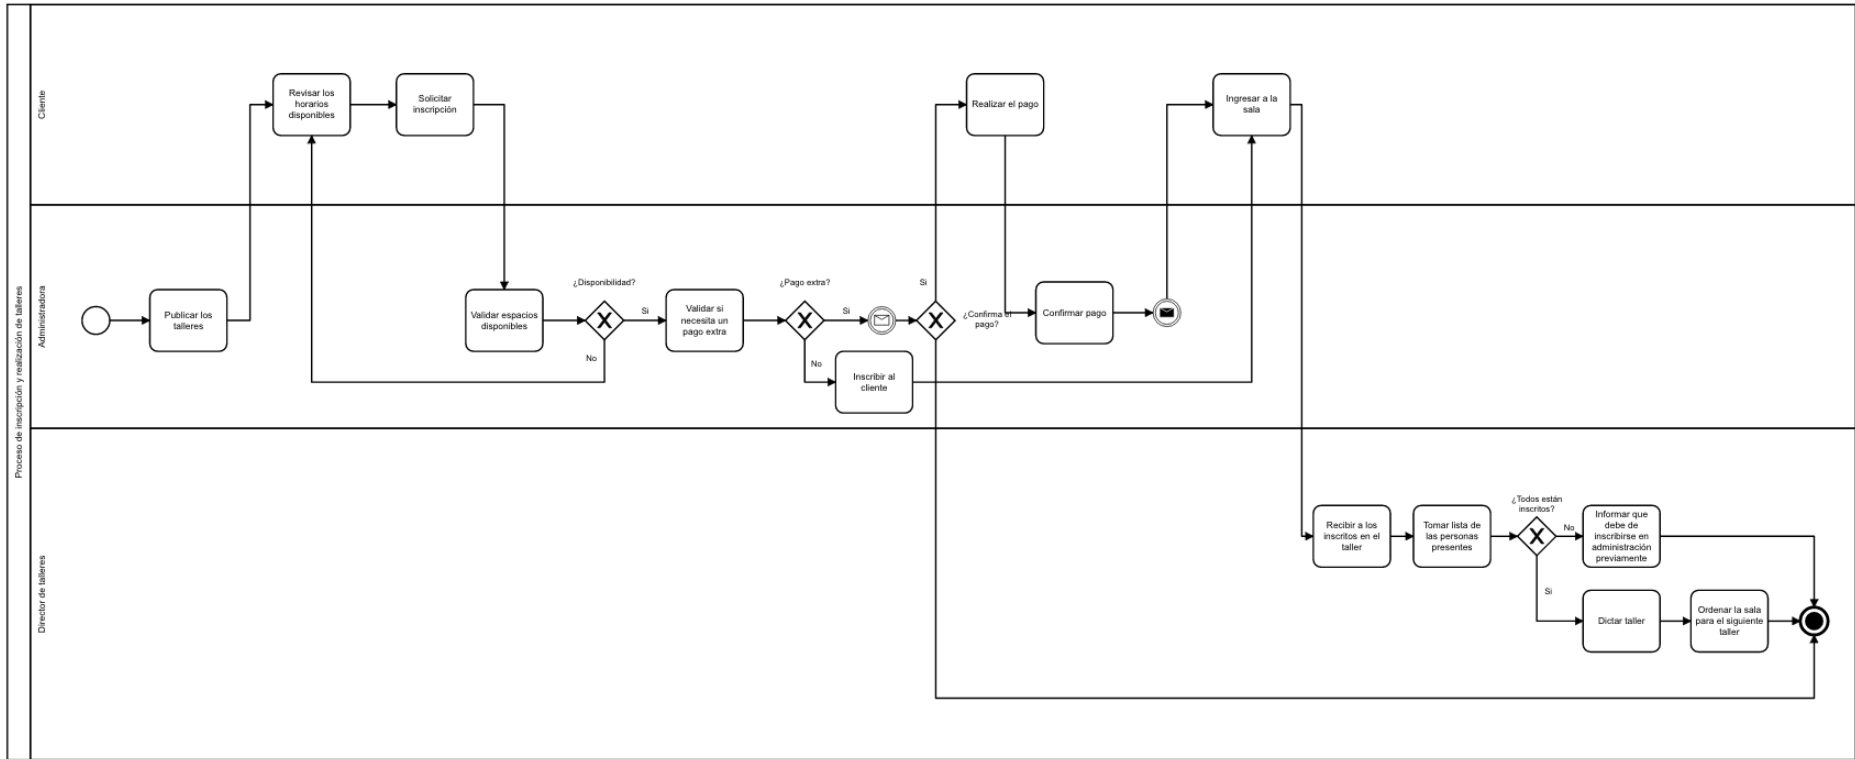 Proceso de inscripción y realización de talleres
Cliente
Revisar los
horarios
disponibles
Solicitar
inscripción
Realizar el pago
Ingresar a la
sala
Administradora
Publicar los
talleres
Validar espacios
disponibles
¿Disponibilidad?
Si
No
Validar si
necesita un
pago extra
¿Pago extra?
Si
No
Inscribir al
cliente
Si
¿Confirma el
pago?
Confirmar pago
Director de talleres
Recibir a los
inscritos en el
taller
Tomar lista de
las personas
presentes
¿Todos están
inscritos?
No
Informar que
debe de
inscribirse en
administración
previamente
Si
Dictar taller
Ordenar la sala
para el siguiente
taller